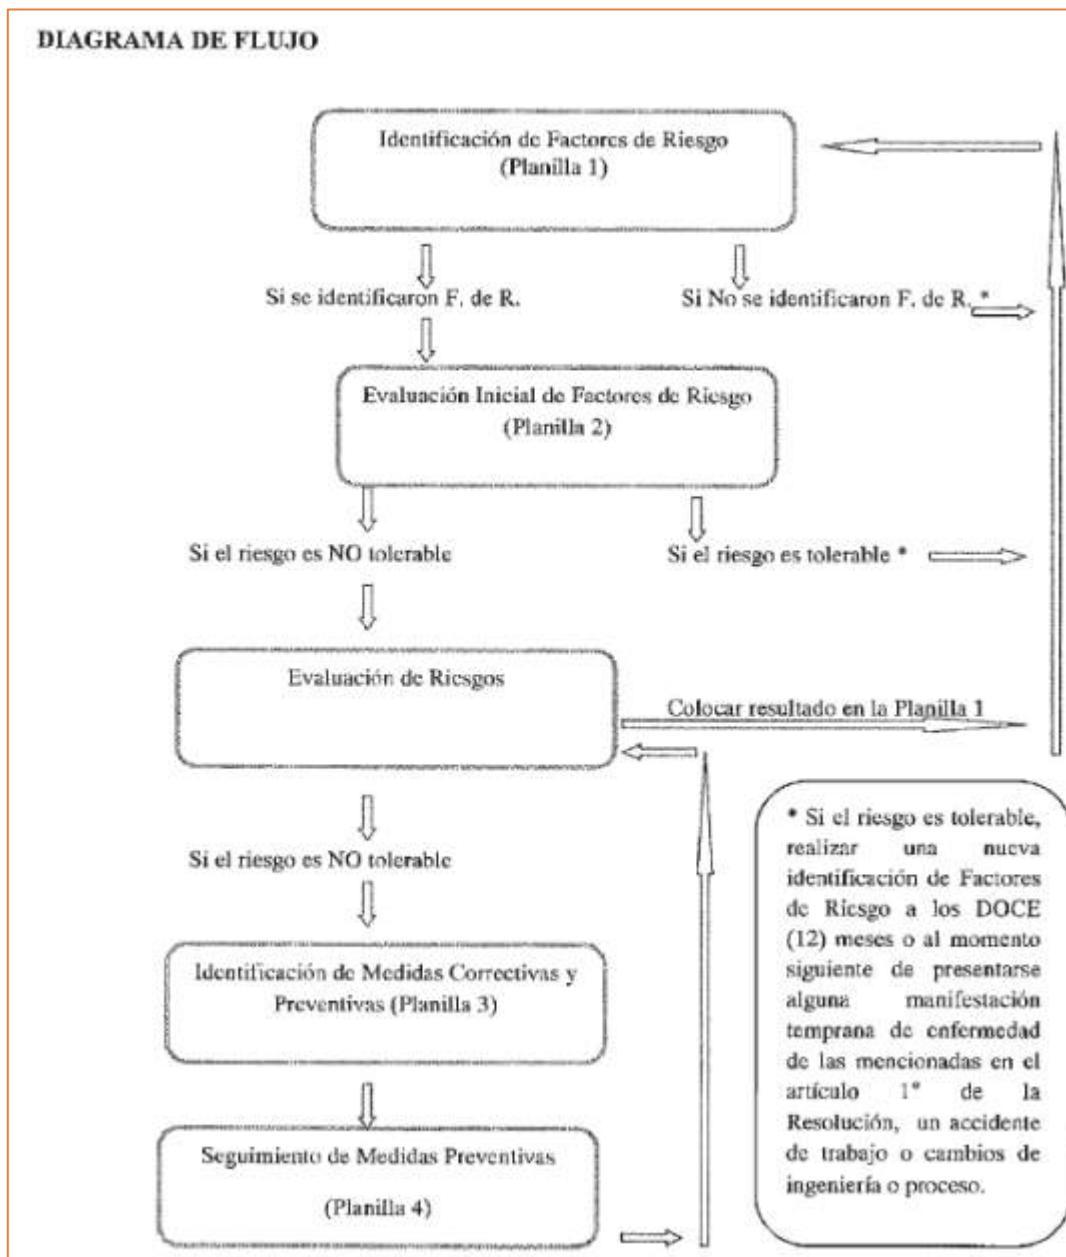 DIAGRAMA DE FLUJO
Identificación de Factores de Riesgo
(Planilla 1)
Si se identificaron F. de R.
Si No se identificaron F. de R. *
Evaluación Inicial de Factores de Riesgo
(Planilla 2)
Si el riesgo es NO tolerable
Si el riesgo es tolerable *
Evaluación de Riesgos
Colocar resultado en la Planilla 1
Si el riesgo es NO tolerable
* Si el riesgo es tolerable,
realizar una nueva
identificación de Factores
de Riesgo a los DOCE
(12) meses o al momento
siguiente de presentarse
alguna manifestación
temprana de enfermedad
de las mencionadas en el
artículo 1° de la
Resolución, un accidente
de trabajo o cambios de
ingeniería o proceso.
Identificación de Medidas Correctivas y
Preventivas (Planilla 3)
Seguimiento de Medidas Preventivas
(Planilla 4)